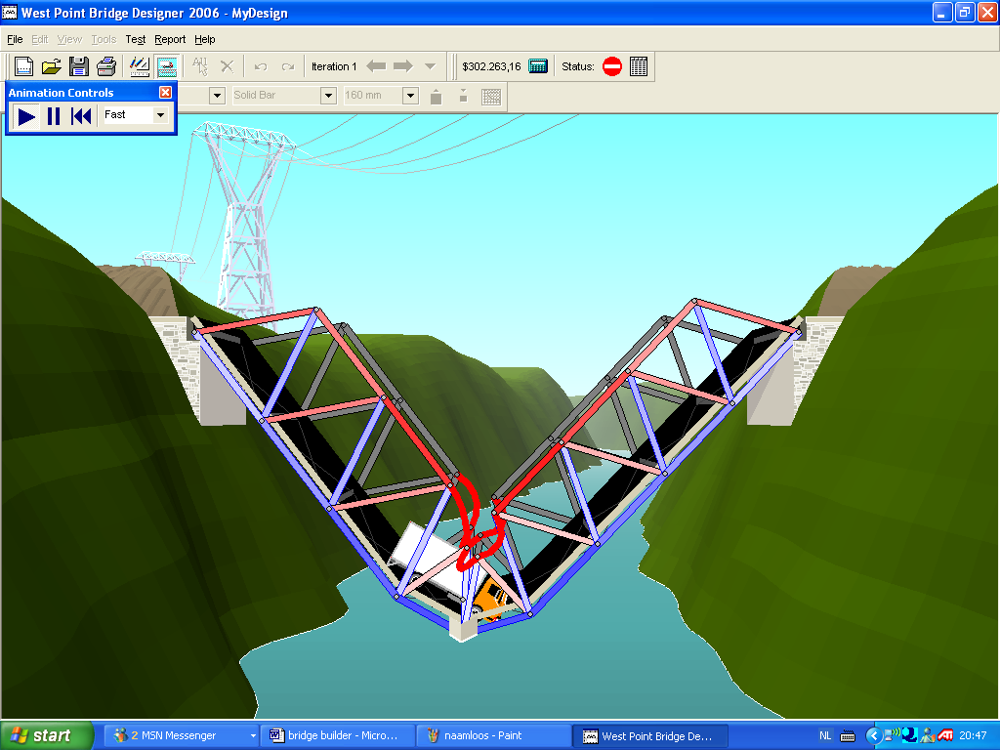 West Point Bridge Designer 2006 - MyDesign
File Edit View Tools Test Report Help
Iteration 1 $302.263,16 Status:
Animation Controls
Solid Bar 160 mm
Fast
start 2 MSN Messenger bridge builder - Micro... naamloos - Paint West Point Bridge De... NL 20:47